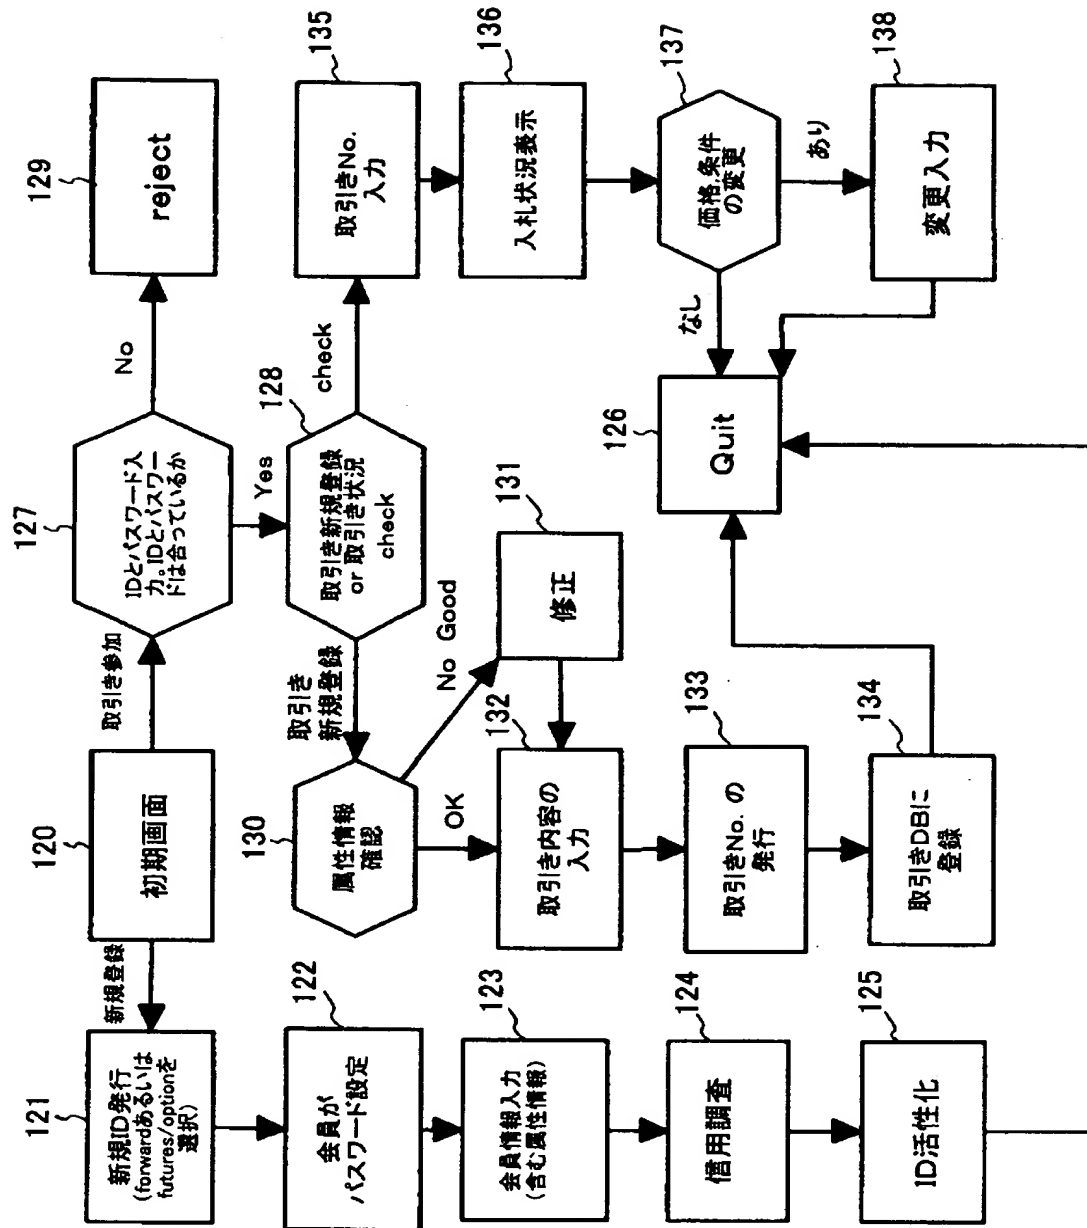 121
新規ID発行
(forwardあるいは
futures/optionを
選択)
新規登録
120
初期画面
取引き参加
127
IDとパスワード入
力。IDとパスワー
ドは合っているか
No
129
reject
122
会員が
パスワード設定
123
会員情報入力
(含む属性情報)
124
信用調査
125
ID活性化
Yes
128
取引き新規登録
or 取引き状況
check
check
取引き
新規登録
130
属性情報
確認
OK
No Good
131
修正
132
取引き内容の
入力
133
取引きNo. の
発行
134
取引きDBに
登録
135
取引きNo.
入力
136
入札状況表示
137
価格,条件
の変更
なし
あり
126
Quit
138
変更入力